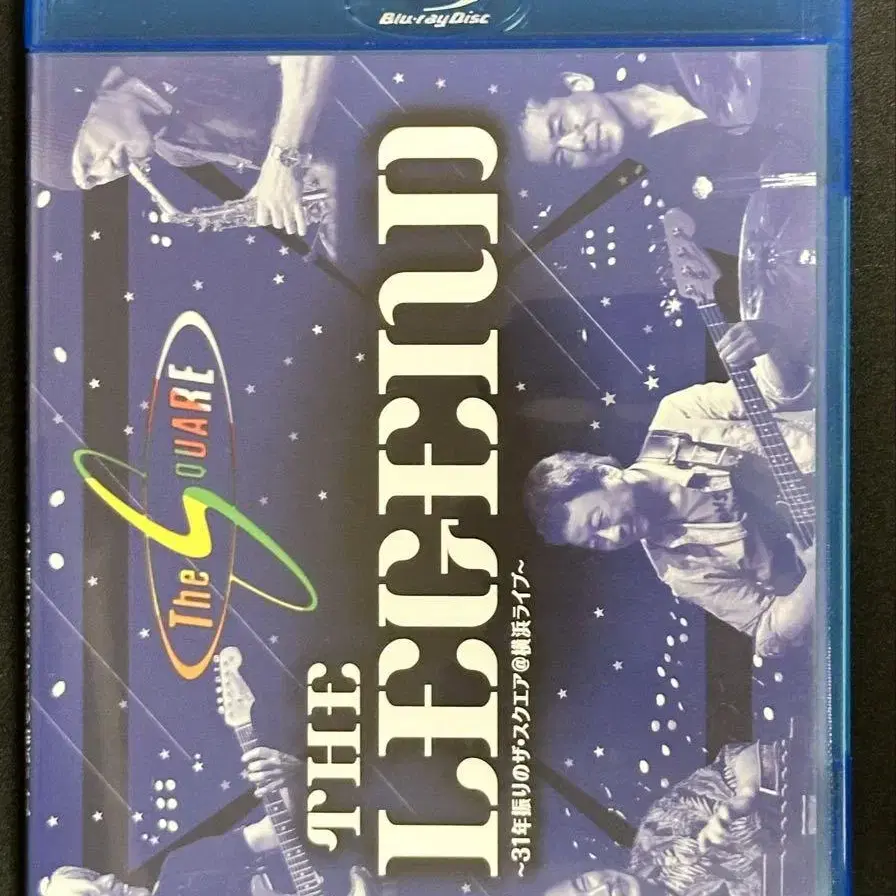 Blu-ray Disc
The SQUARE
THE
LEGEND
~31年振りのザ・スクエア@横浜ライブ~